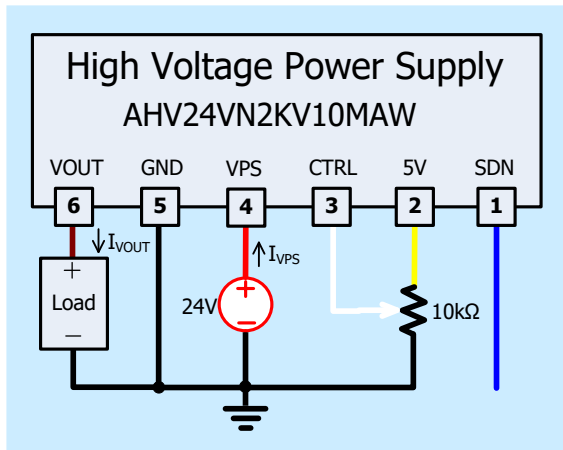 High Voltage Power Supply
AHV24VN2KV10MAW
VOUT GND VPS CTRL 5V SDN
6 5 4 3 2 1
IVOUT IVPS
+ +
Load 24V 10kΩ
− −